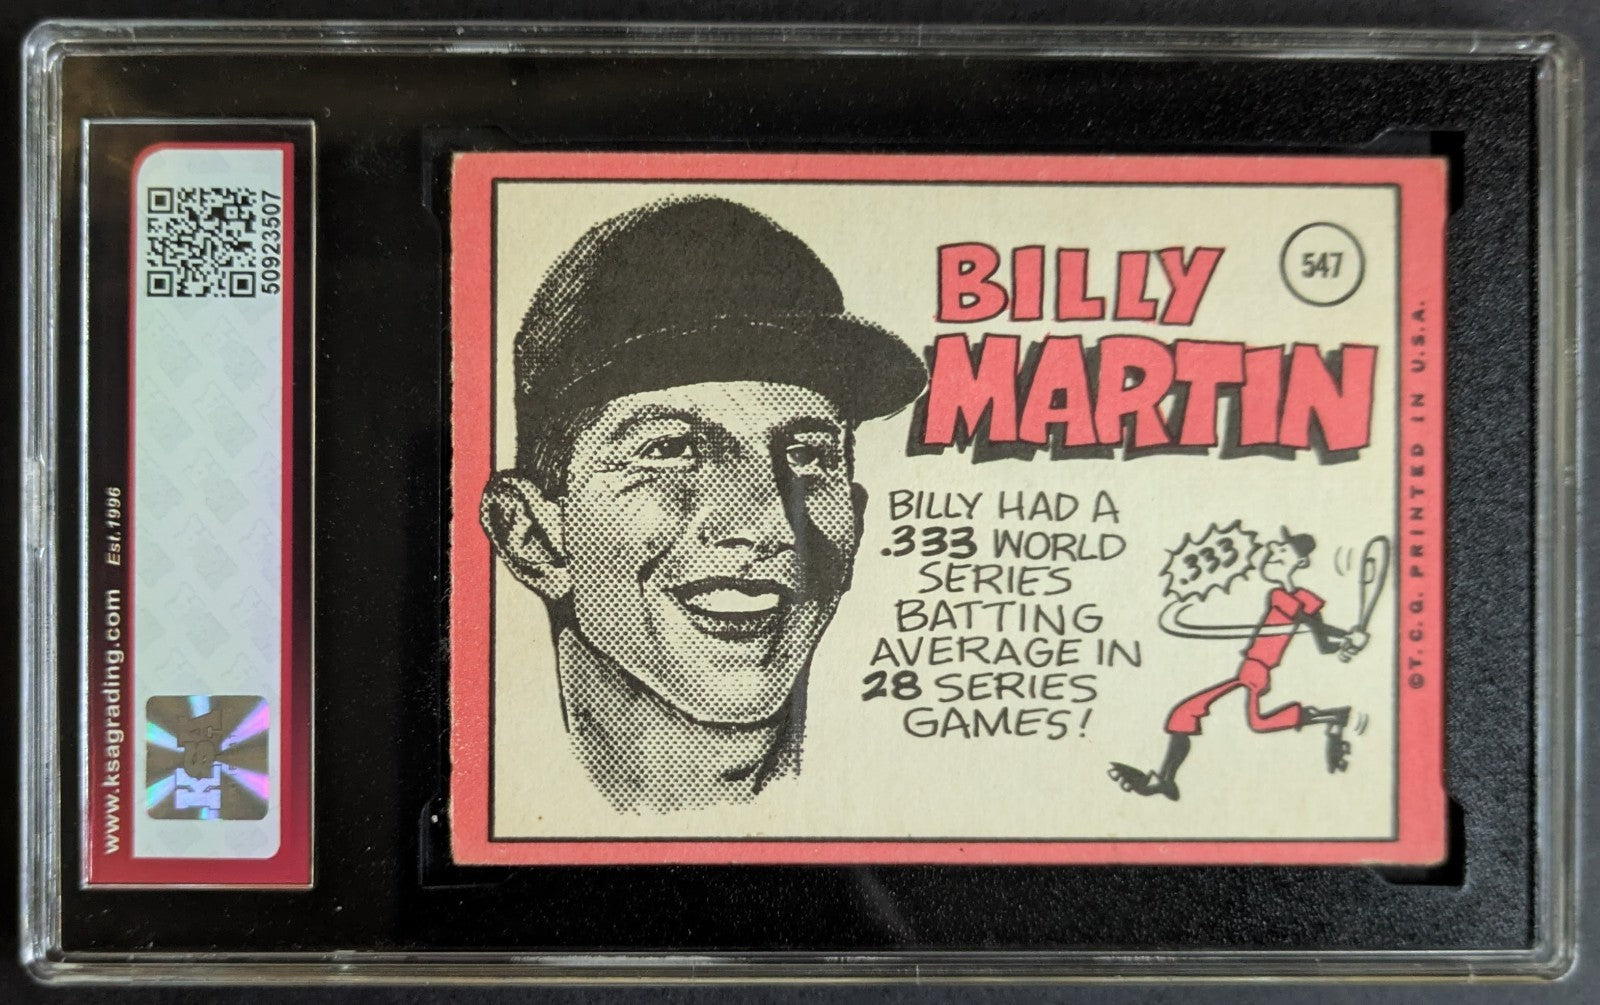 50923507
www.ksagrading.com Est. 1996
KSA
547
BILLY
MARTIN
BILLY HAD A
.333 WORLD
SERIES
BATTING
AVERAGE IN
28 SERIES
GAMES!
.333
©T. C. G. PRINTED IN U.S.A.